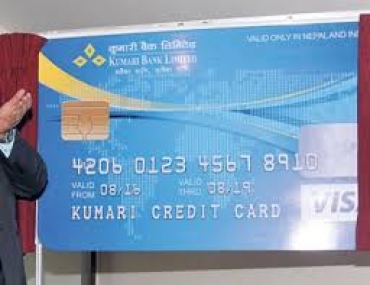 कुमारी बैंक लिमिटेड
KUMARI BANK LIMITED
VALID ONLY IN NEPAL AND IN
4206 0123 4567 8910
VALID FROM 08/16 VALID THRU 08/19
KUMARI CREDIT CARD
VISA